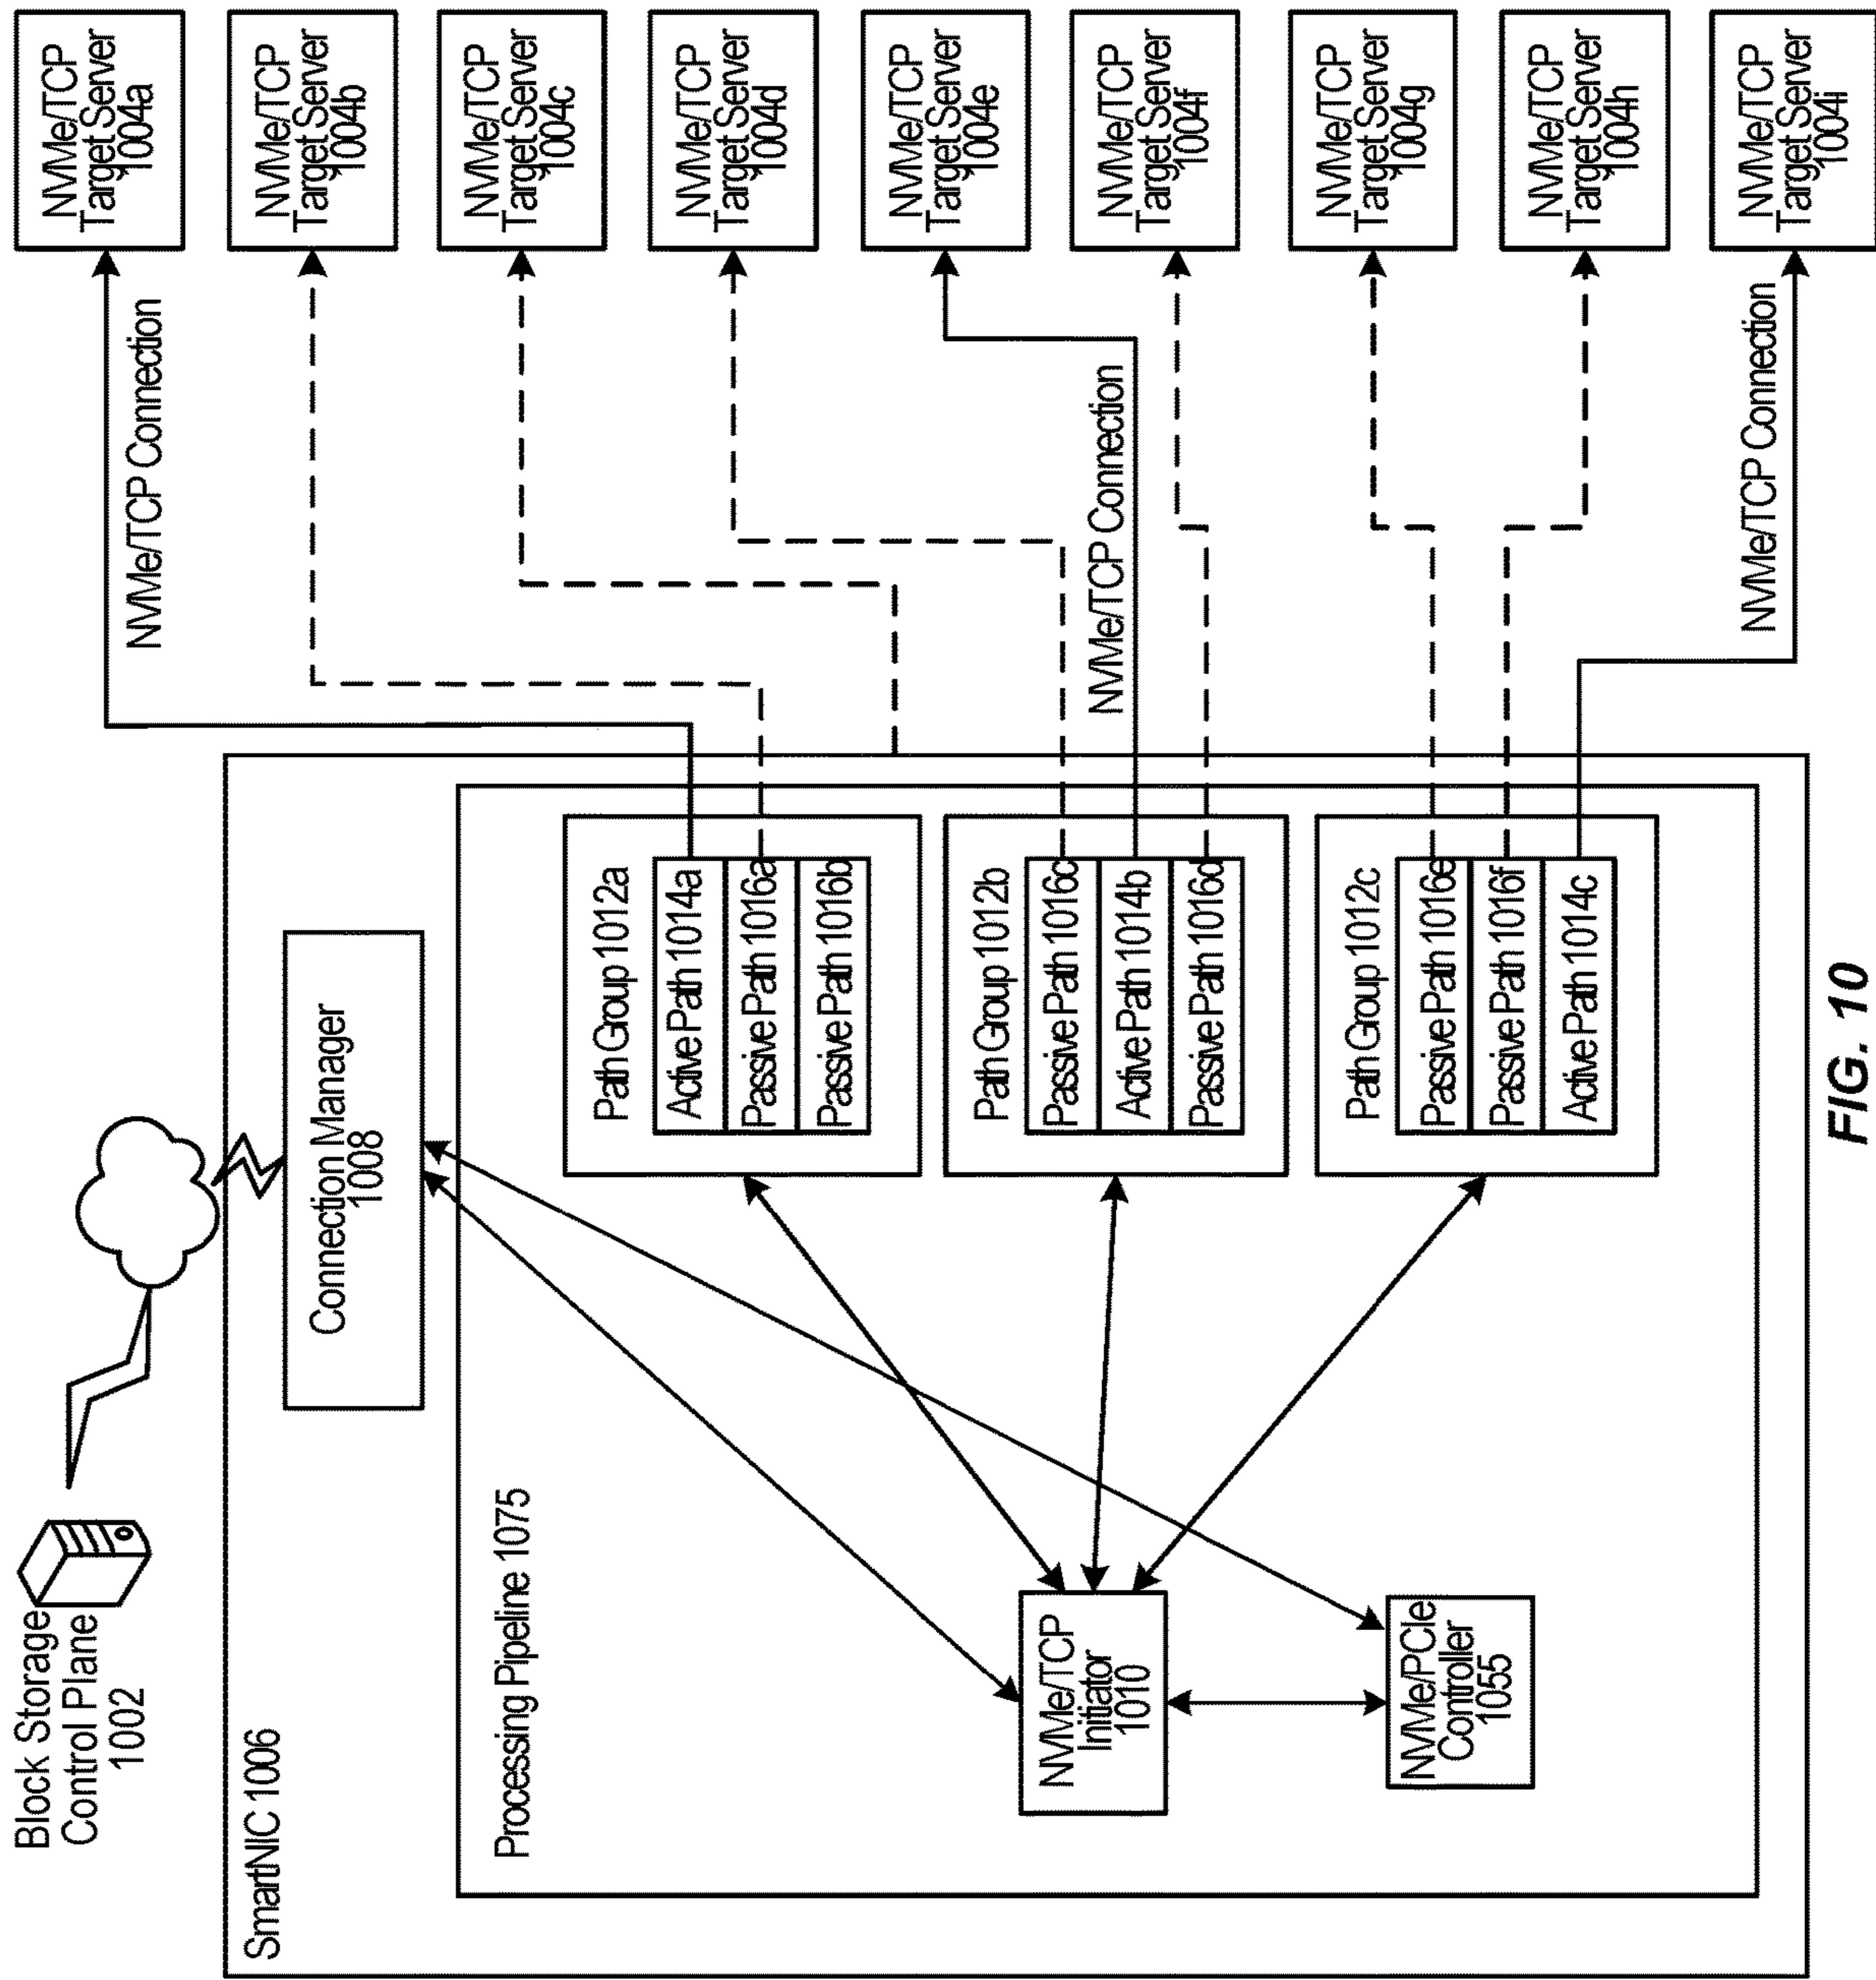 Block Storage
Control Plane
1002
SmartNIC 1006
Connection Manager
1008
Processing Pipeline 1075
NVMe/TCP
Initiator
1010
NVMe/PCIe
Controller
1055
Path Group 1012a
Active Path 1014a
Passive Path 1016a
Passive Path 1016b
Path Group 1012b
Passive Path 1016c
Active Path 1014b
Passive Path 1016d
Path Group 1012c
Passive Path 1016e
Passive Path 1016f
Active Path 1014c
NVMe/TCP Connection
NVMe/TCP Connection
NVMe/TCP Connection
NVMe/TCP
Target Server
1004a
NVMe/TCP
Target Server
1004b
NVMe/TCP
Target Server
1004c
NVMe/TCP
Target Server
1004d
NVMe/TCP
Target Server
1004e
NVMe/TCP
Target Server
1004f
NVMe/TCP
Target Server
1004g
NVMe/TCP
Target Server
1004h
NVMe/TCP
Target Server
1004i
FIG. 10